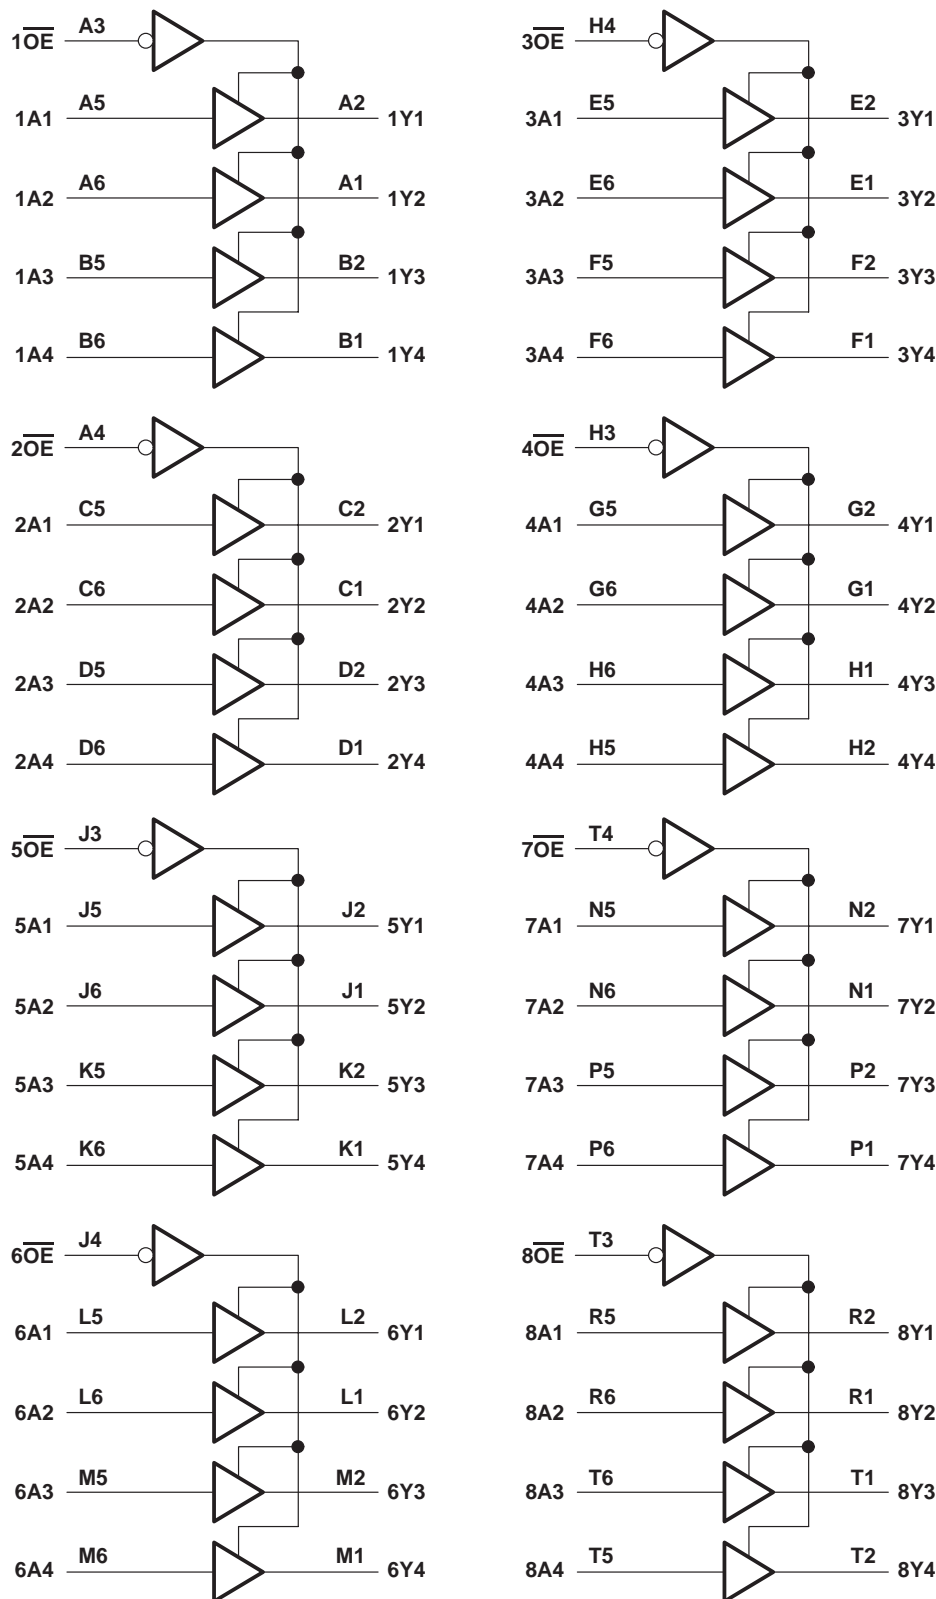 1OE A3
1A1 A5 A2 1Y1
1A2 A6 A1 1Y2
1A3 B5 B2 1Y3
1A4 B6 B1 1Y4
2OE A4
2A1 C5 C2 2Y1
2A2 C6 C1 2Y2
2A3 D5 D2 2Y3
2A4 D6 D1 2Y4
3OE H4
3A1 E5 E2 3Y1
3A2 E6 E1 3Y2
3A3 F5 F2 3Y3
3A4 F6 F1 3Y4
4OE H3
4A1 G5 G2 4Y1
4A2 G6 G1 4Y2
4A3 H6 H1 4Y3
4A4 H5 H2 4Y4
5OE J3
5A1 J5 J2 5Y1
5A2 J6 J1 5Y2
5A3 K5 K2 5Y3
5A4 K6 K1 5Y4
6OE J4
6A1 L5 L2 6Y1
6A2 L6 L1 6Y2
6A3 M5 M2 6Y3
6A4 M6 M1 6Y4
7OE T4
7A1 N5 N2 7Y1
7A2 N6 N1 7Y2
7A3 P5 P2 7Y3
7A4 P6 P1 7Y4
8OE T3
8A1 R5 R2 8Y1
8A2 R6 R1 8Y2
8A3 T6 T1 8Y3
8A4 T5 T2 8Y4